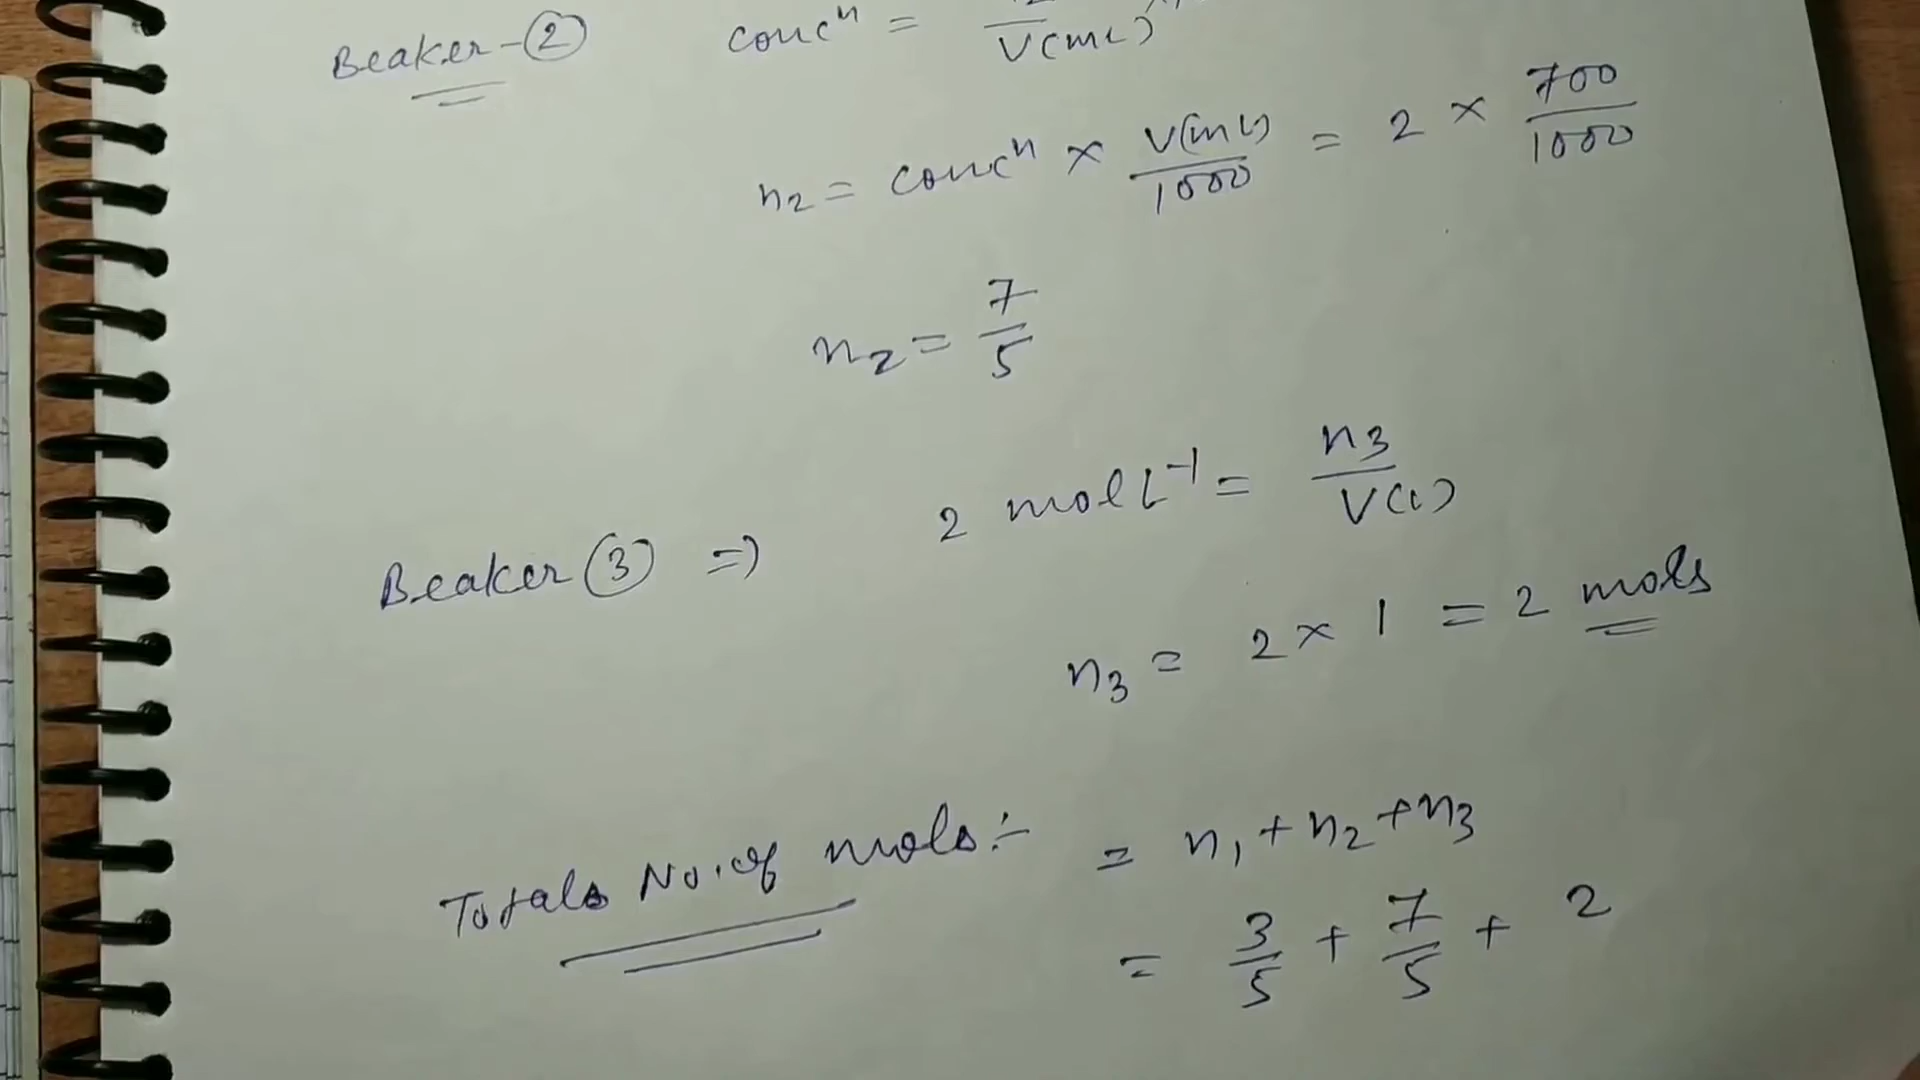 Beaker-② concⁿ = V(mL)
n₂ = concⁿ × V(mL)/1000 = 2 × 700/1000
n₂ = 7/5
Beaker ③ => 2 mol L⁻¹ = n₃/V(L)
n₃ = 2 × 1 = 2 mols
Totals No. of mols:- = n₁ + n₂ + n₃
= 3/5 + 7/5 + 2